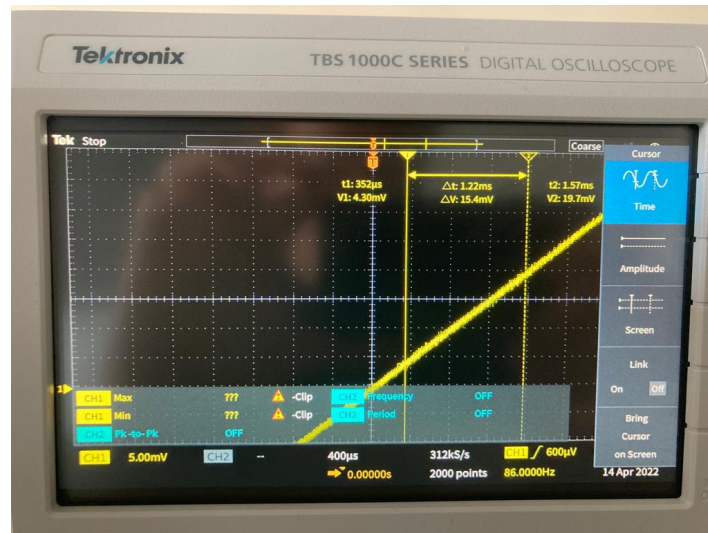 Tektronix
TBS 1000C SERIES DIGITAL OSCILLOSCOPE
Tek Stop
Coarse
Cursor
T
t1: 352µs
V1: 4.30mV
△t: 1.22ms
△V: 15.4mV
t2: 1.57ms
V2: 19.7mV
Time
Amplitude
Screen
Link
On Off
Bring
Cursor
on Screen
1
CH1 Max ??? -Clip CH2 Frequency OFF
CH1 Min ??? -Clip CH2 Period OFF
CH2 Pk-to-Pk OFF
CH1 5.00mV CH2 -- 400µs 312kS/s CH1 600µV
0.00000s 2000 points 86.0000Hz 14 Apr 2022